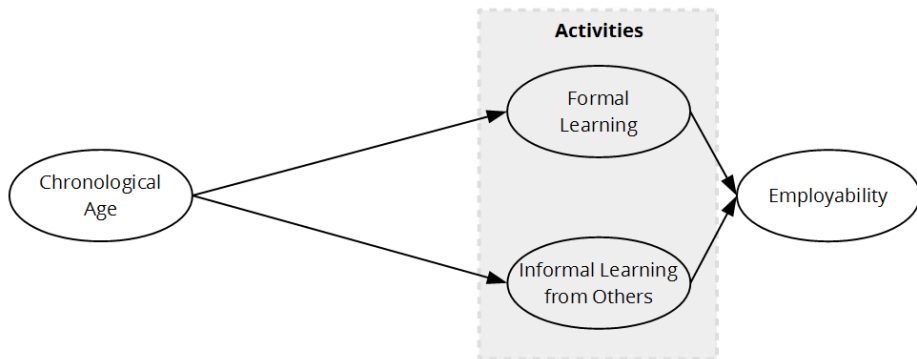 Activities
Formal
Learning
Chronological
Age
Employability
Informal Learning
from Others